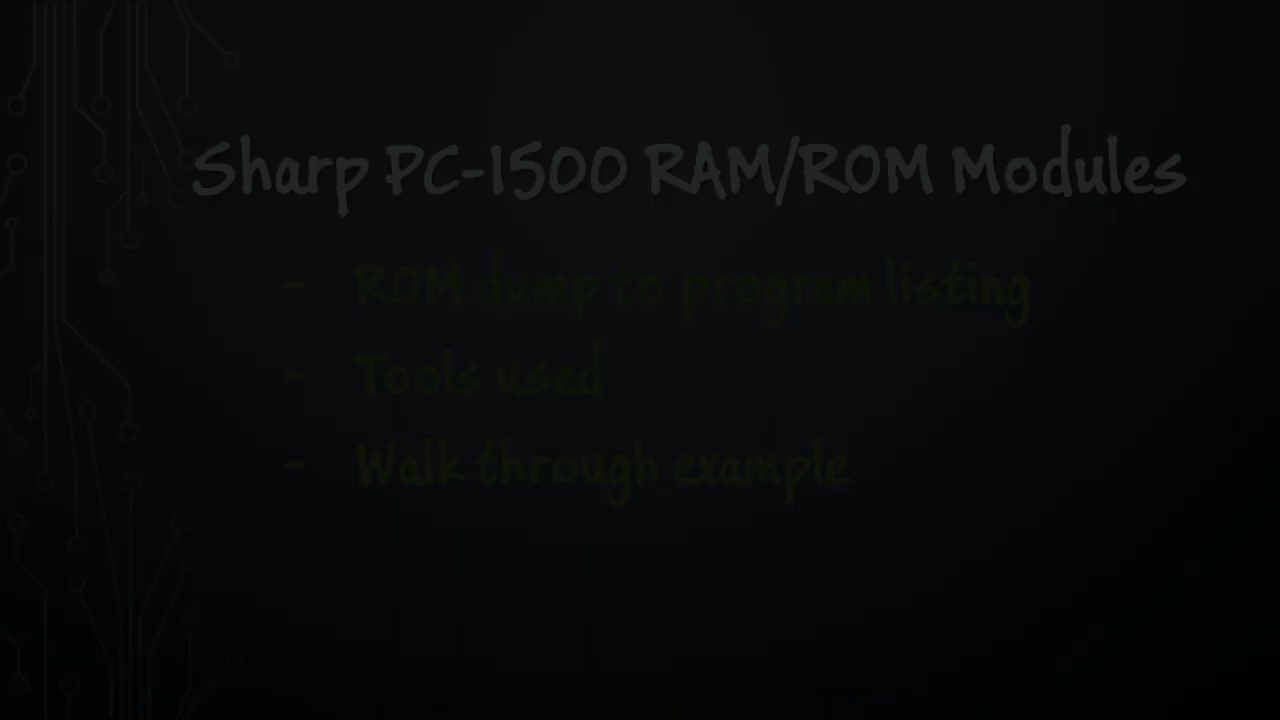 Sharp PC-1500 RAM/ROM Modules
- ROM dump to program listing
- Tools used
- Walk through example